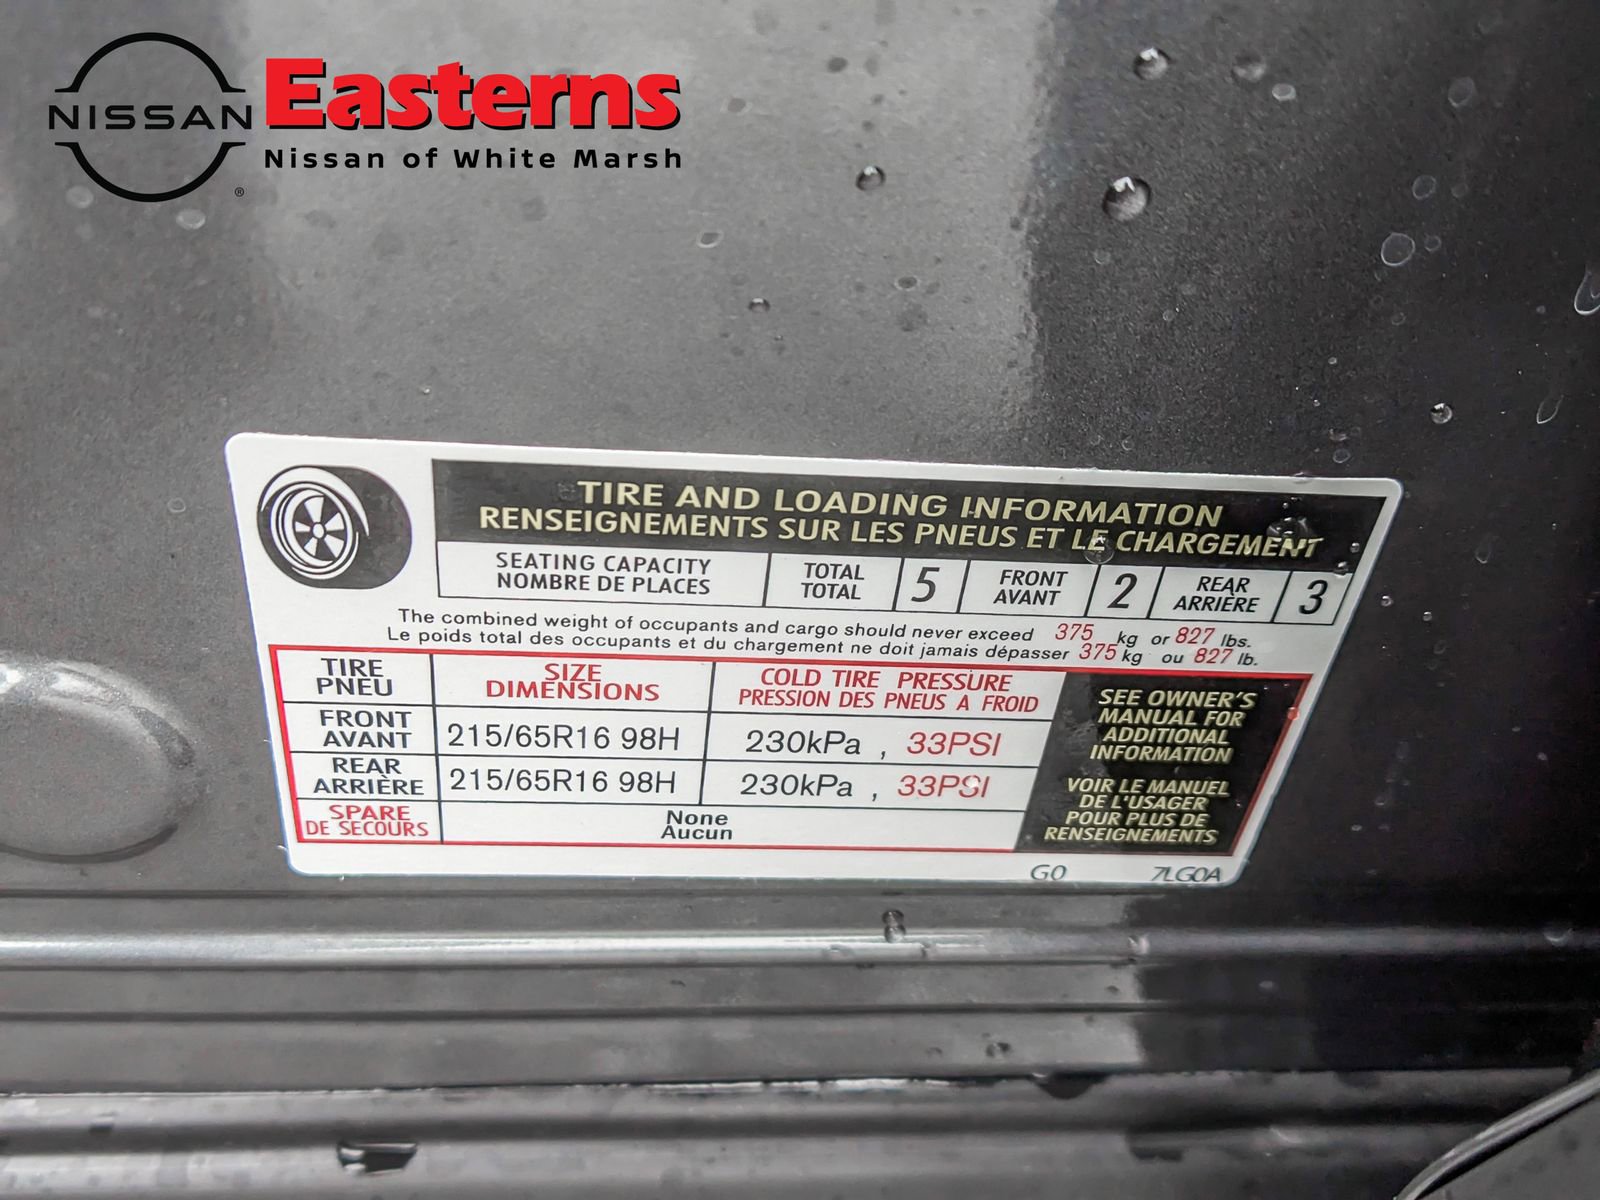 NISSAN
®
Easterns
Nissan of White Marsh
TIRE AND LOADING INFORMATION
RENSEIGNEMENTS SUR LES PNEUS ET LE CHARGEMENT
SEATING CAPACITY
NOMBRE DE PLACES
TOTAL
TOTAL
5
FRONT
AVANT
2
REAR
ARRIÈRE
3
The combined weight of occupants and cargo should never exceed 375 kg or 827 lbs.
Le poids total des occupants et du chargement ne doit jamais dépasser 375 kg ou 827 lb.
TIRE
PNEU
SIZE
DIMENSIONS
COLD TIRE PRESSURE
PRESSION DES PNEUS A FROID
FRONT
AVANT
215/65R16 98H
230kPa , 33PSI
REAR
ARRIÈRE
215/65R16 98H
230kPa , 33PSI
SPARE
DE SECOURS
None
Aucun
SEE OWNER'S
MANUAL FOR
ADDITIONAL
INFORMATION
VOIR LE MANUEL
DE L'USAGER
POUR PLUS DE
RENSEIGNEMENTS
G0
7LG0A